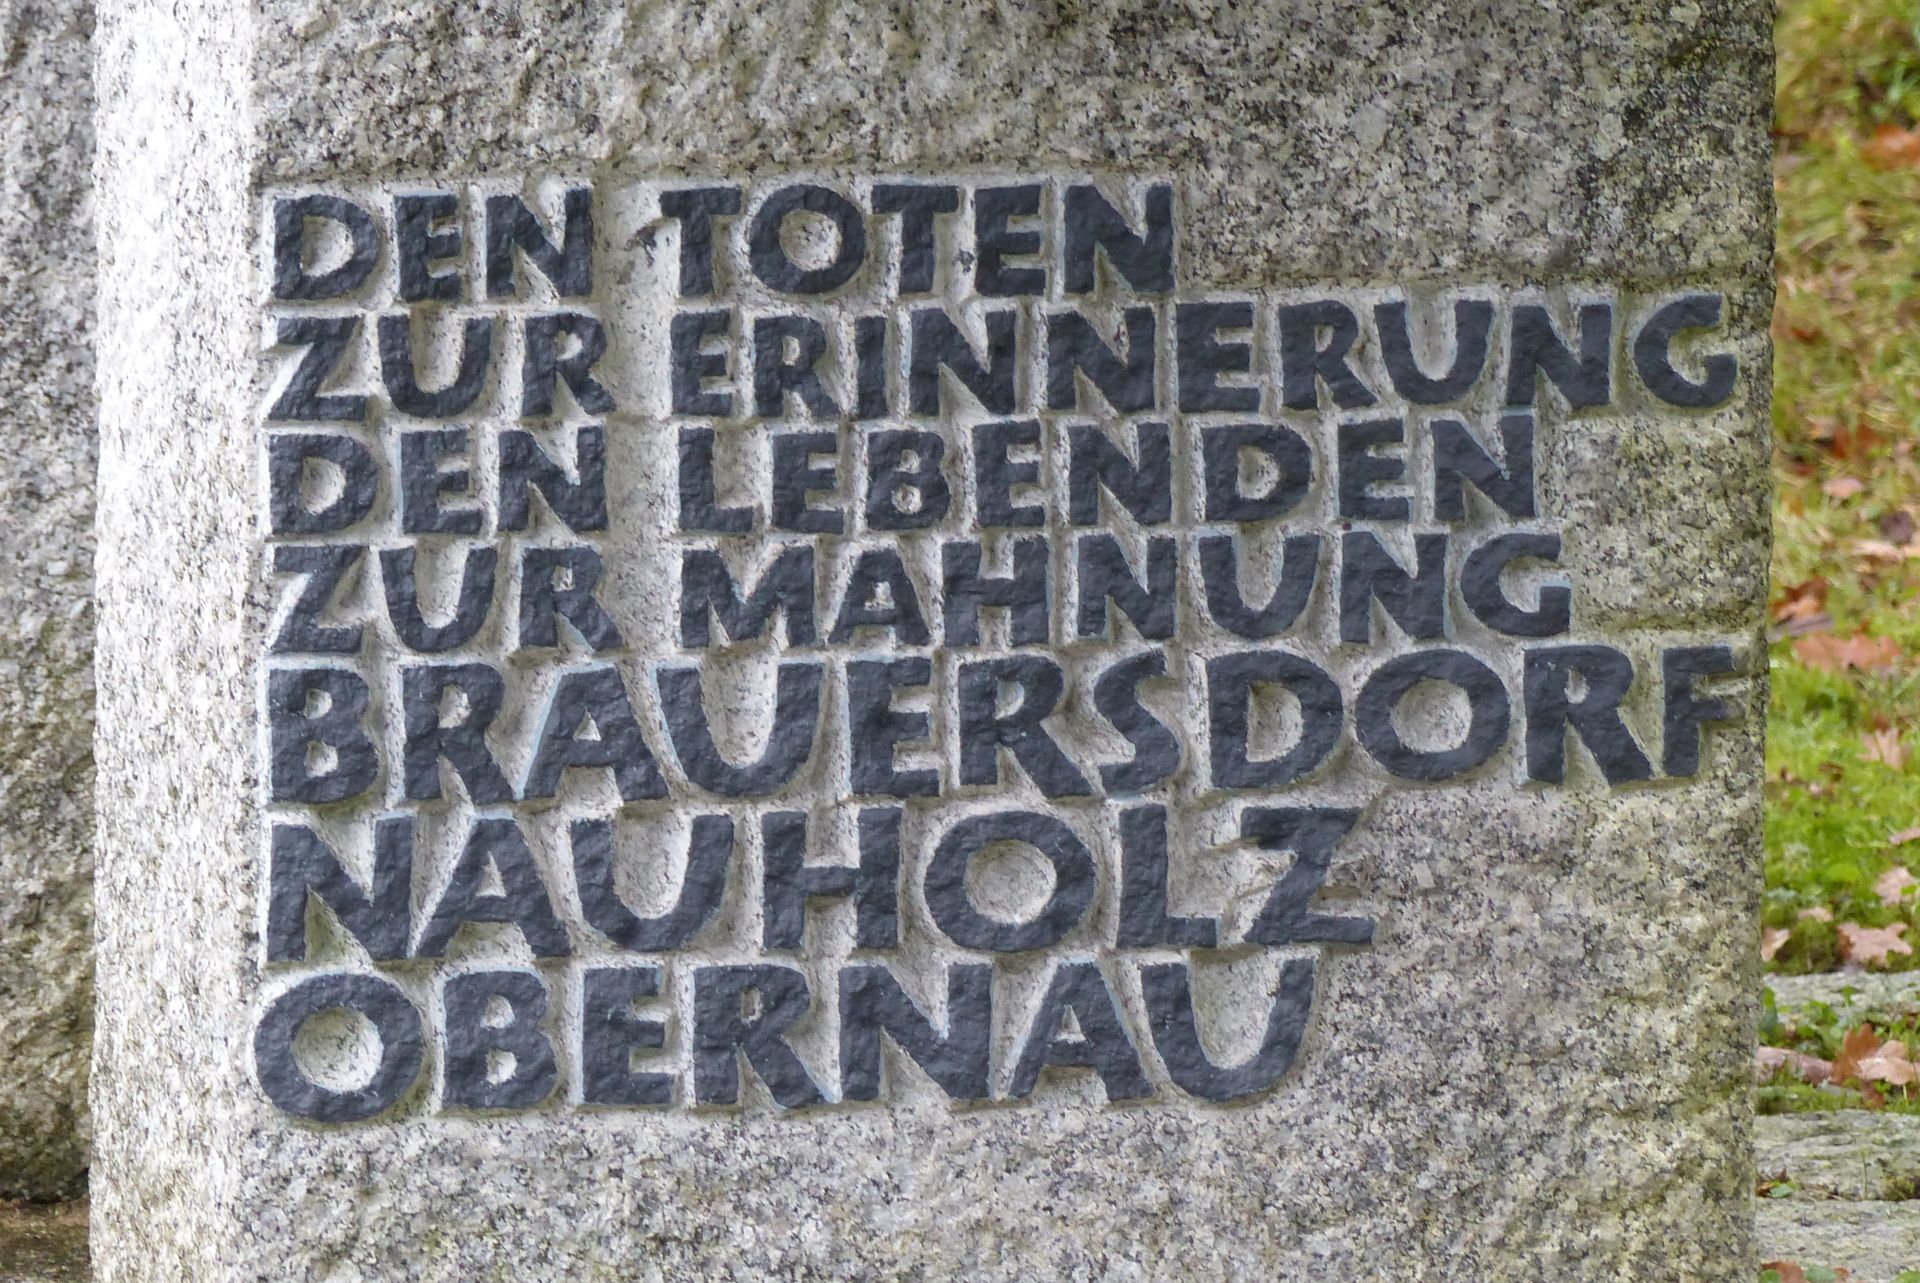 DEN TOTEN
ZUR ERINNERUNG
DEN LEBENDEN
ZUR MAHNUNG
BRAUERSDORF
NAUHOLZ
OBERNAU